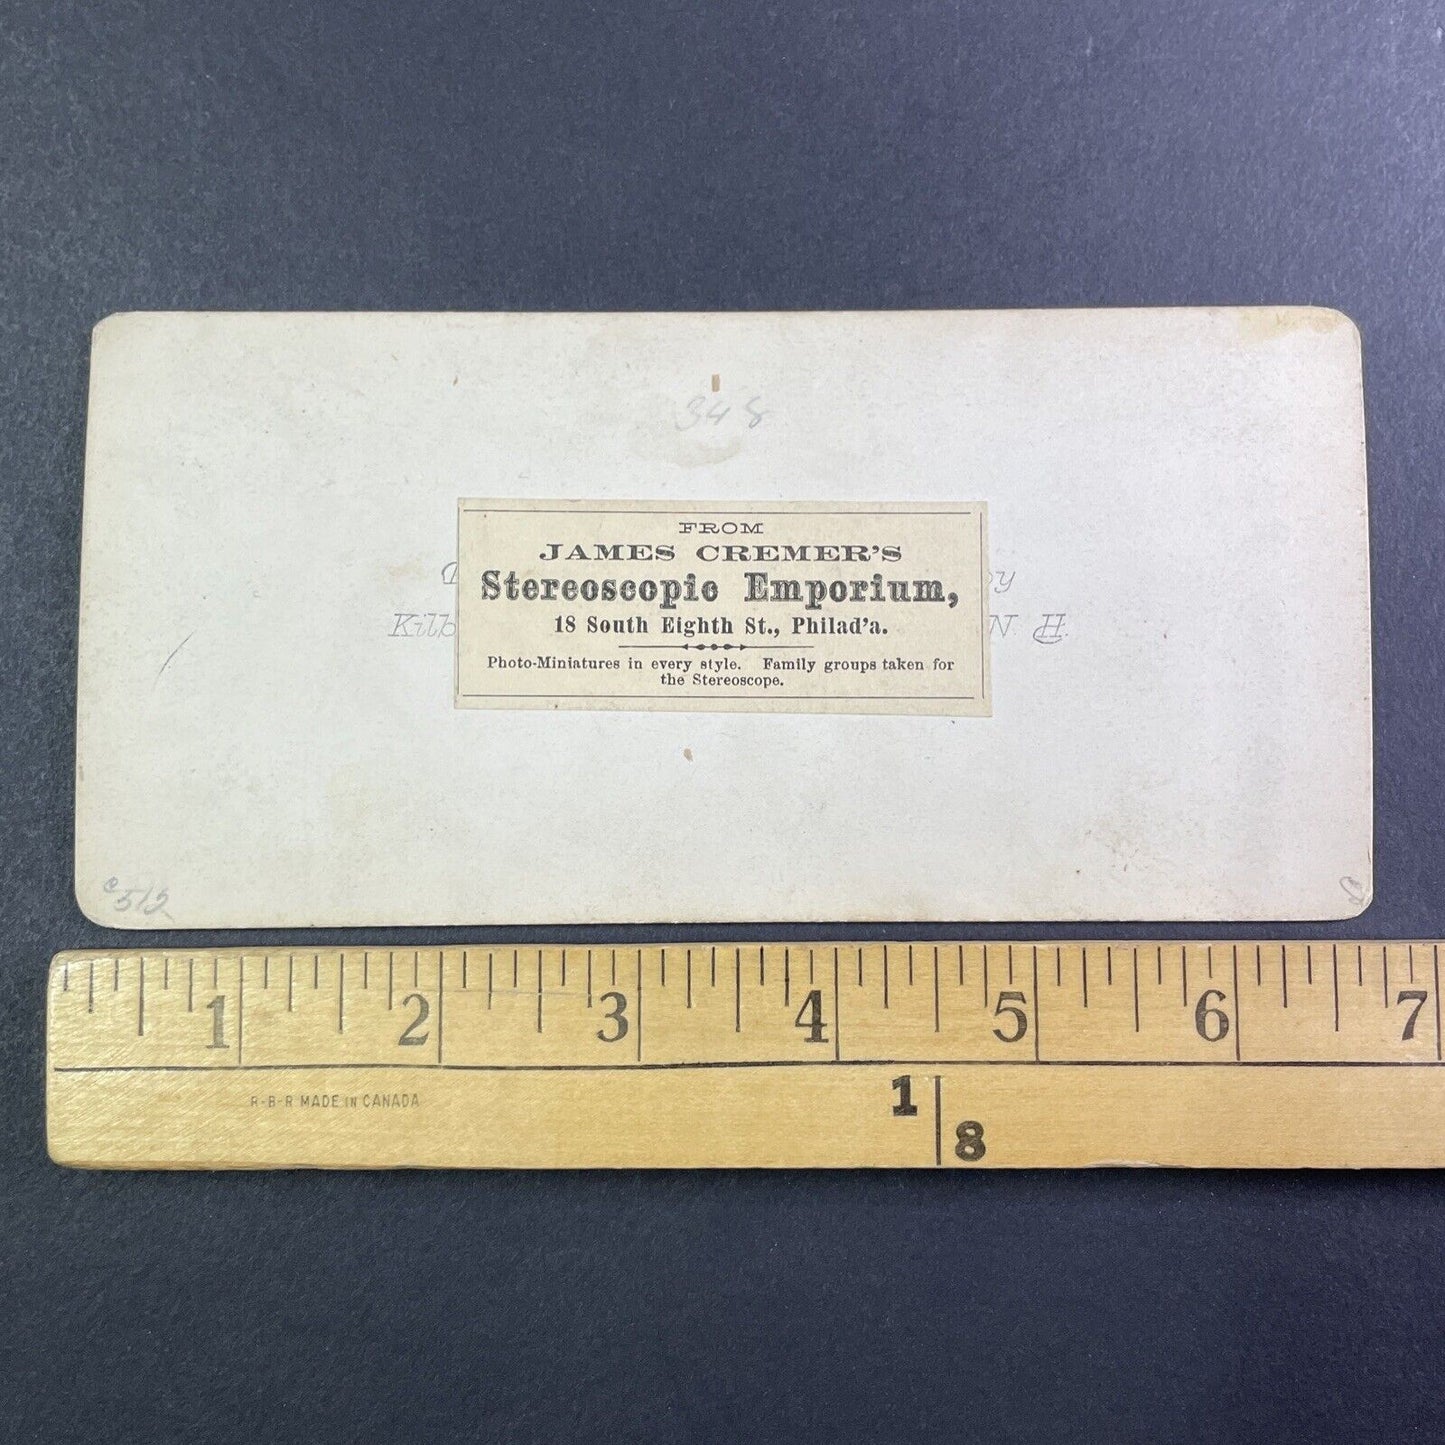 348
FROM
JAMES CREMER'S
Stereoscopic Emporium,
18 South Eighth St., Philad'a.
Photo-Miniatures in every style. Family groups taken for
the Stereoscope.
Kilb
N. H.
1 2 3 4 5 6 7
R-B-R MADE IN CANADA
1
8